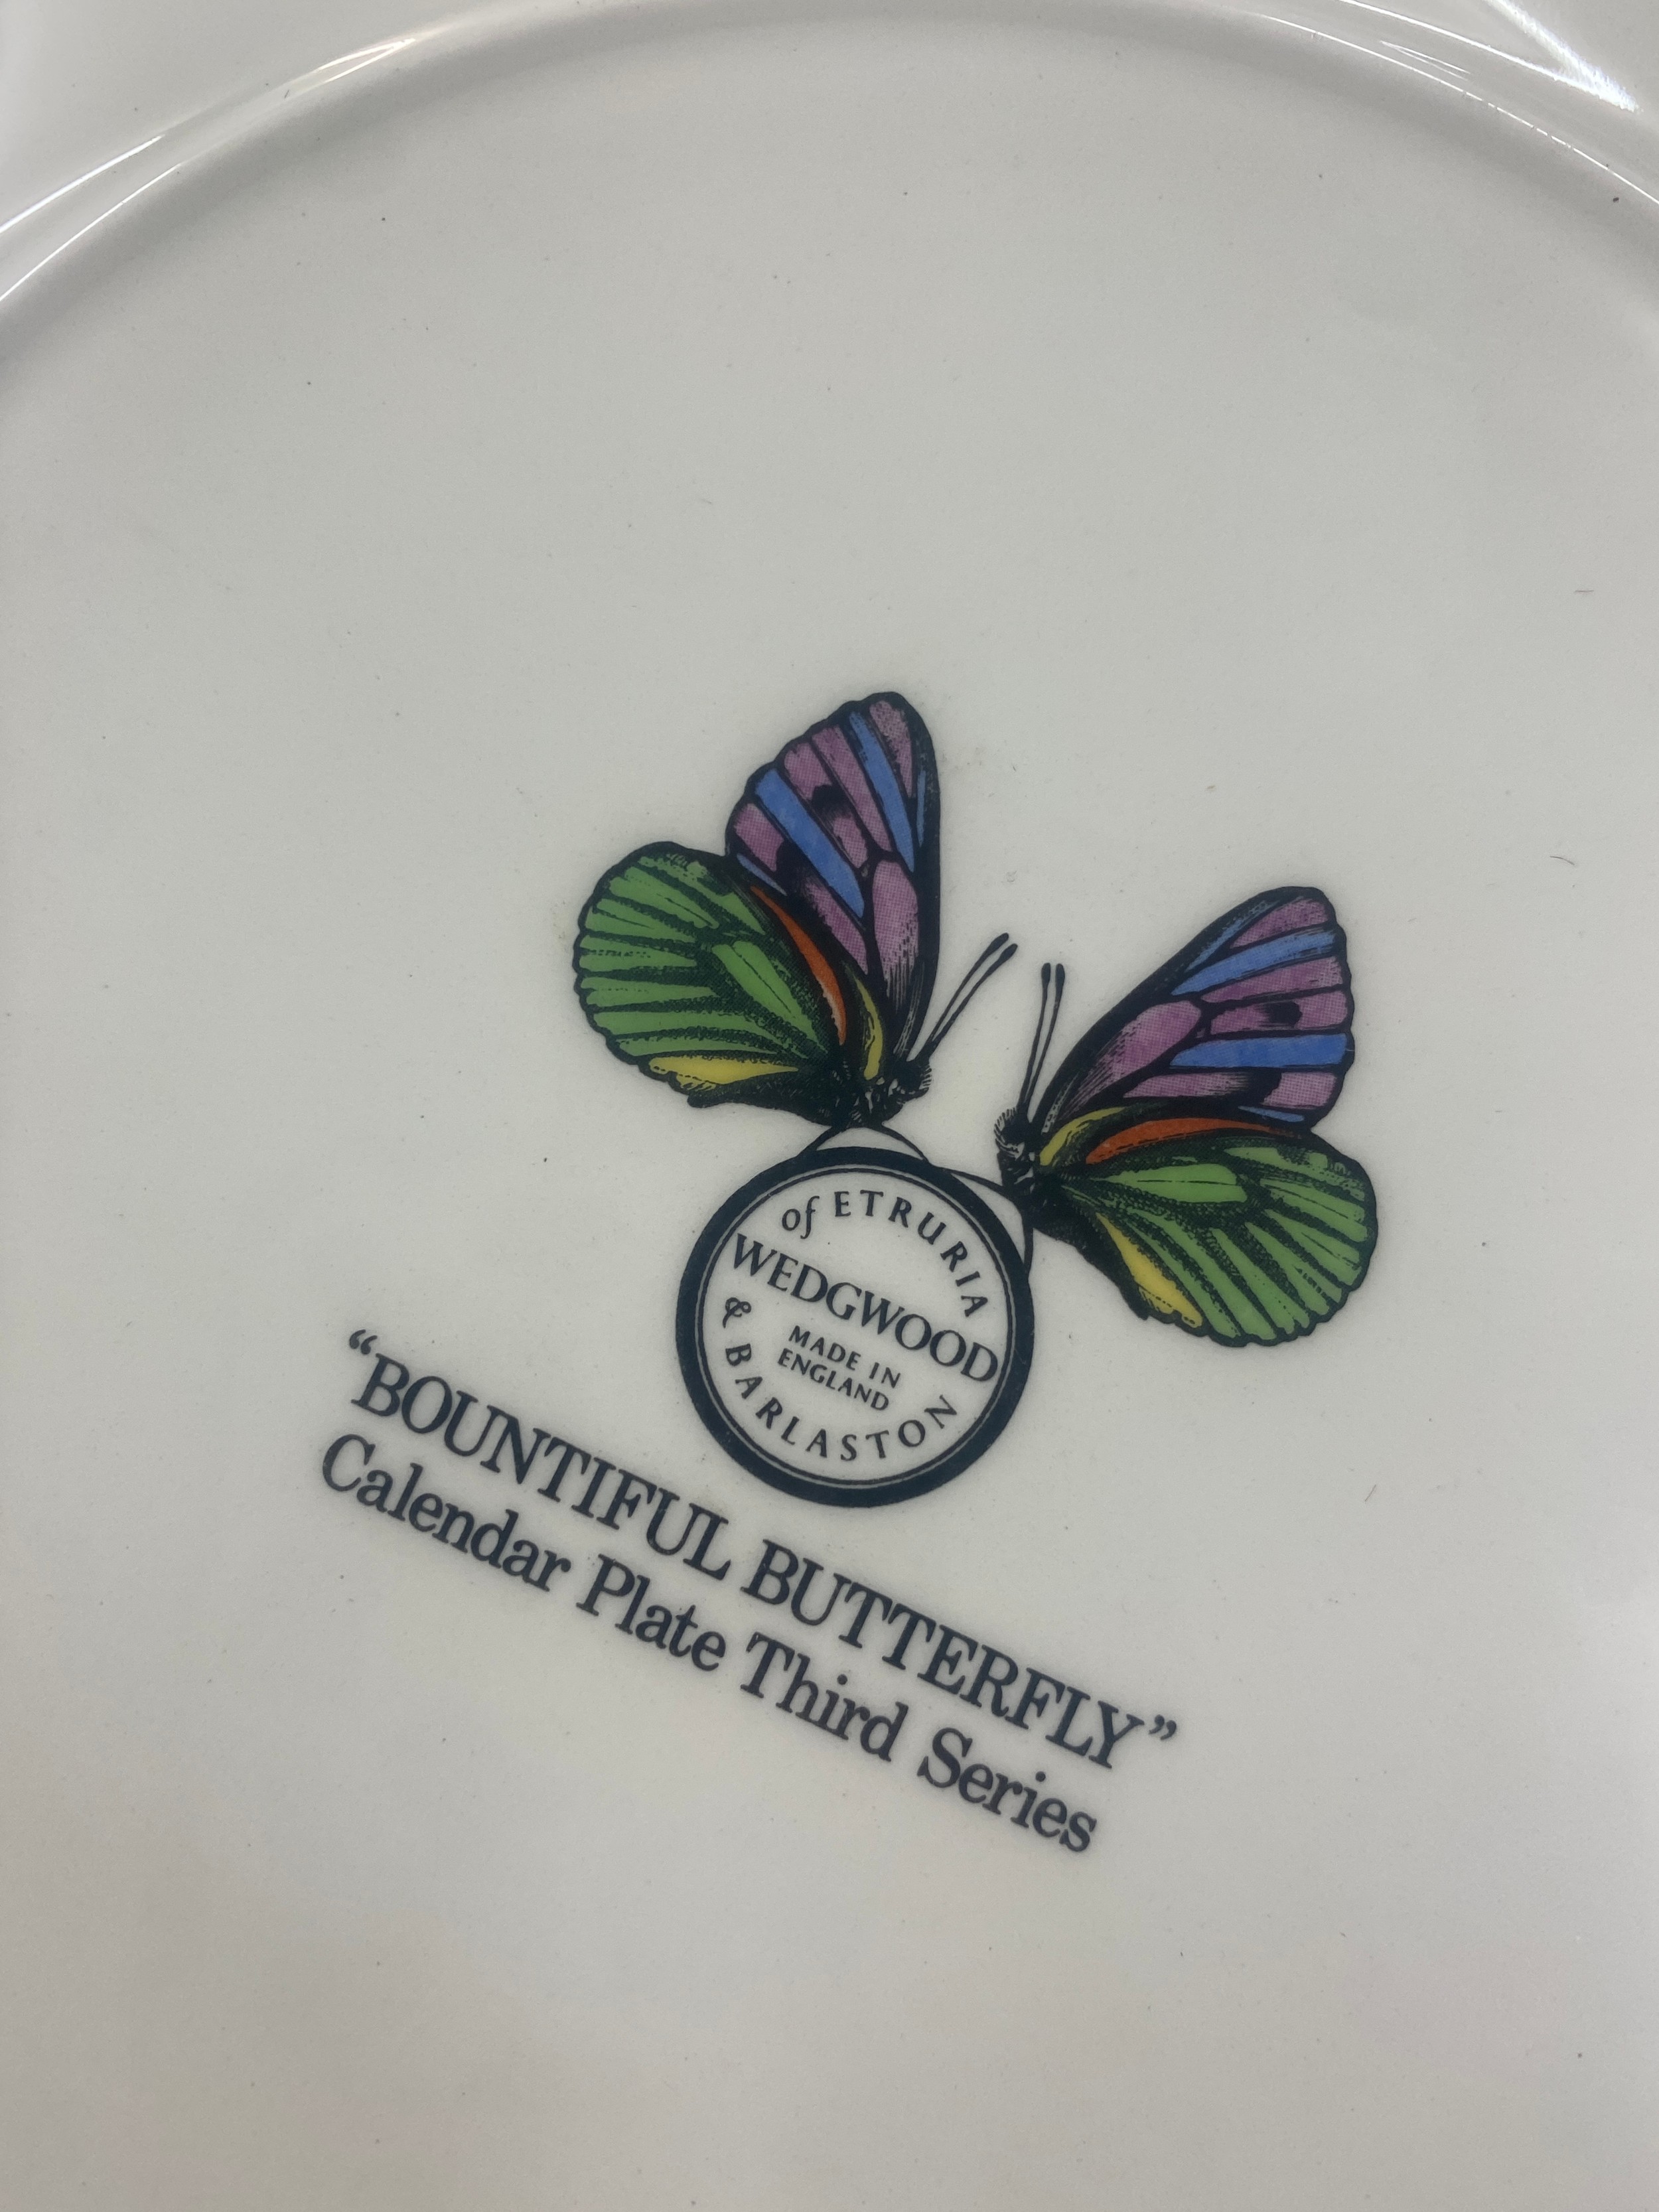 of ETRURIA
WEDGWOOD
MADE IN
ENGLAND
& BARLASTON
“BOUNTIFUL BUTTERFLY”
Calendar Plate Third Series